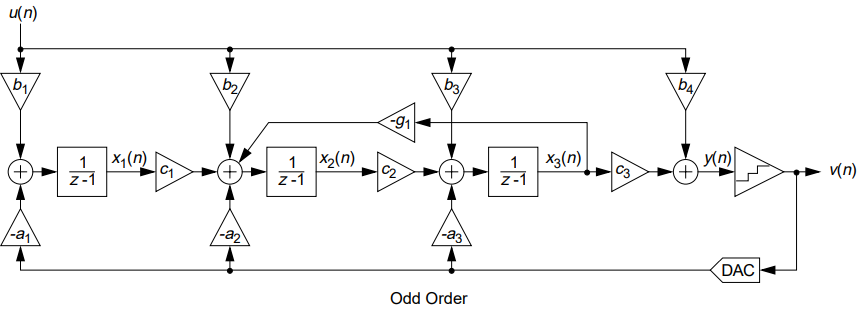 u(n)
b1 b2 b3 b4
-g1
1 x1(n) 1 x2(n) 1 x3(n) y(n)
+ z-1 c1 + z-1 c2 + z-1 c3 + v(n)
-a1 -a2 -a3
DAC
Odd Order